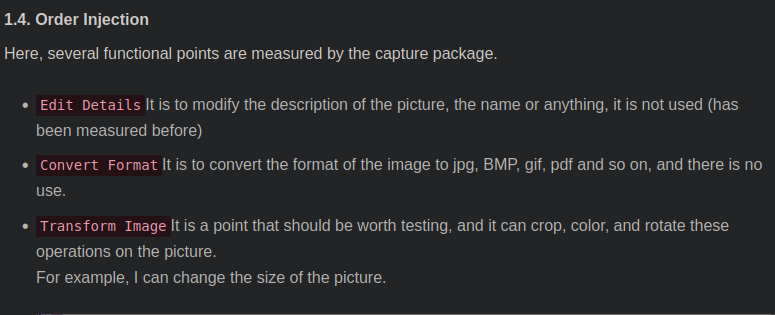 1.4. Order Injection
Here, several functional points are measured by the capture package.
Edit Details It is to modify the description of the picture, the name or anything, it is not used (has
been measured before)
Convert Format It is to convert the format of the image to jpg, BMP, gif, pdf and so on, and there is no
use.
Transform Image It is a point that should be worth testing, and it can crop, color, and rotate these
operations on the picture.
For example, I can change the size of the picture.